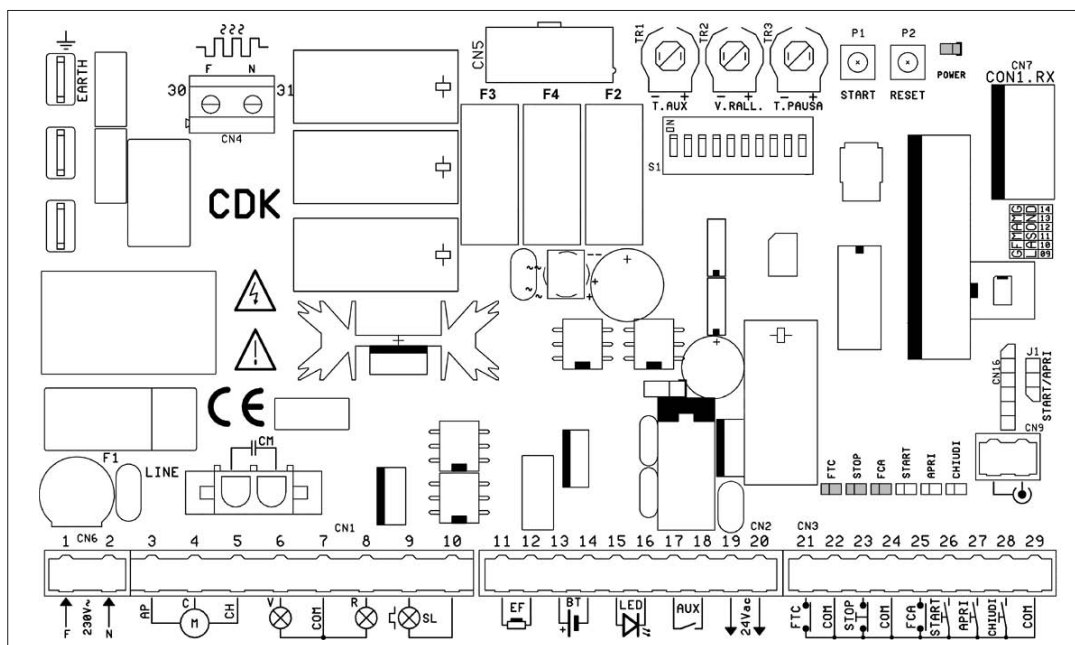 TR1 TR2 TR3 P1 P2
EARTH F N CN5 POWER CN7
30 31 F3 F4 F2 - + - + - + START RESET CON1.RX
T.AUX V.RALL. T.PAUSA
CN4 ON
S1
CDK
GFMAMG
LASOND
14
13
12
11
10
09
CN16 J1
START/APRI
CE
CM CN9
F1 LINE FTC STOP FCA START APRI CHIUDI
1 CN6 2 3 4 5 CN1 6 7 8 9 10 11 12 13 14 15 16 17 18 19 CN2 20 CN3 21 22 23 24 25 26 27 28 29
F 230V~ N AP C M CH V COM R SL EF BT + LED AUX 24Vac FTC COM STOP COM FCA START APRI CHIUDI COM